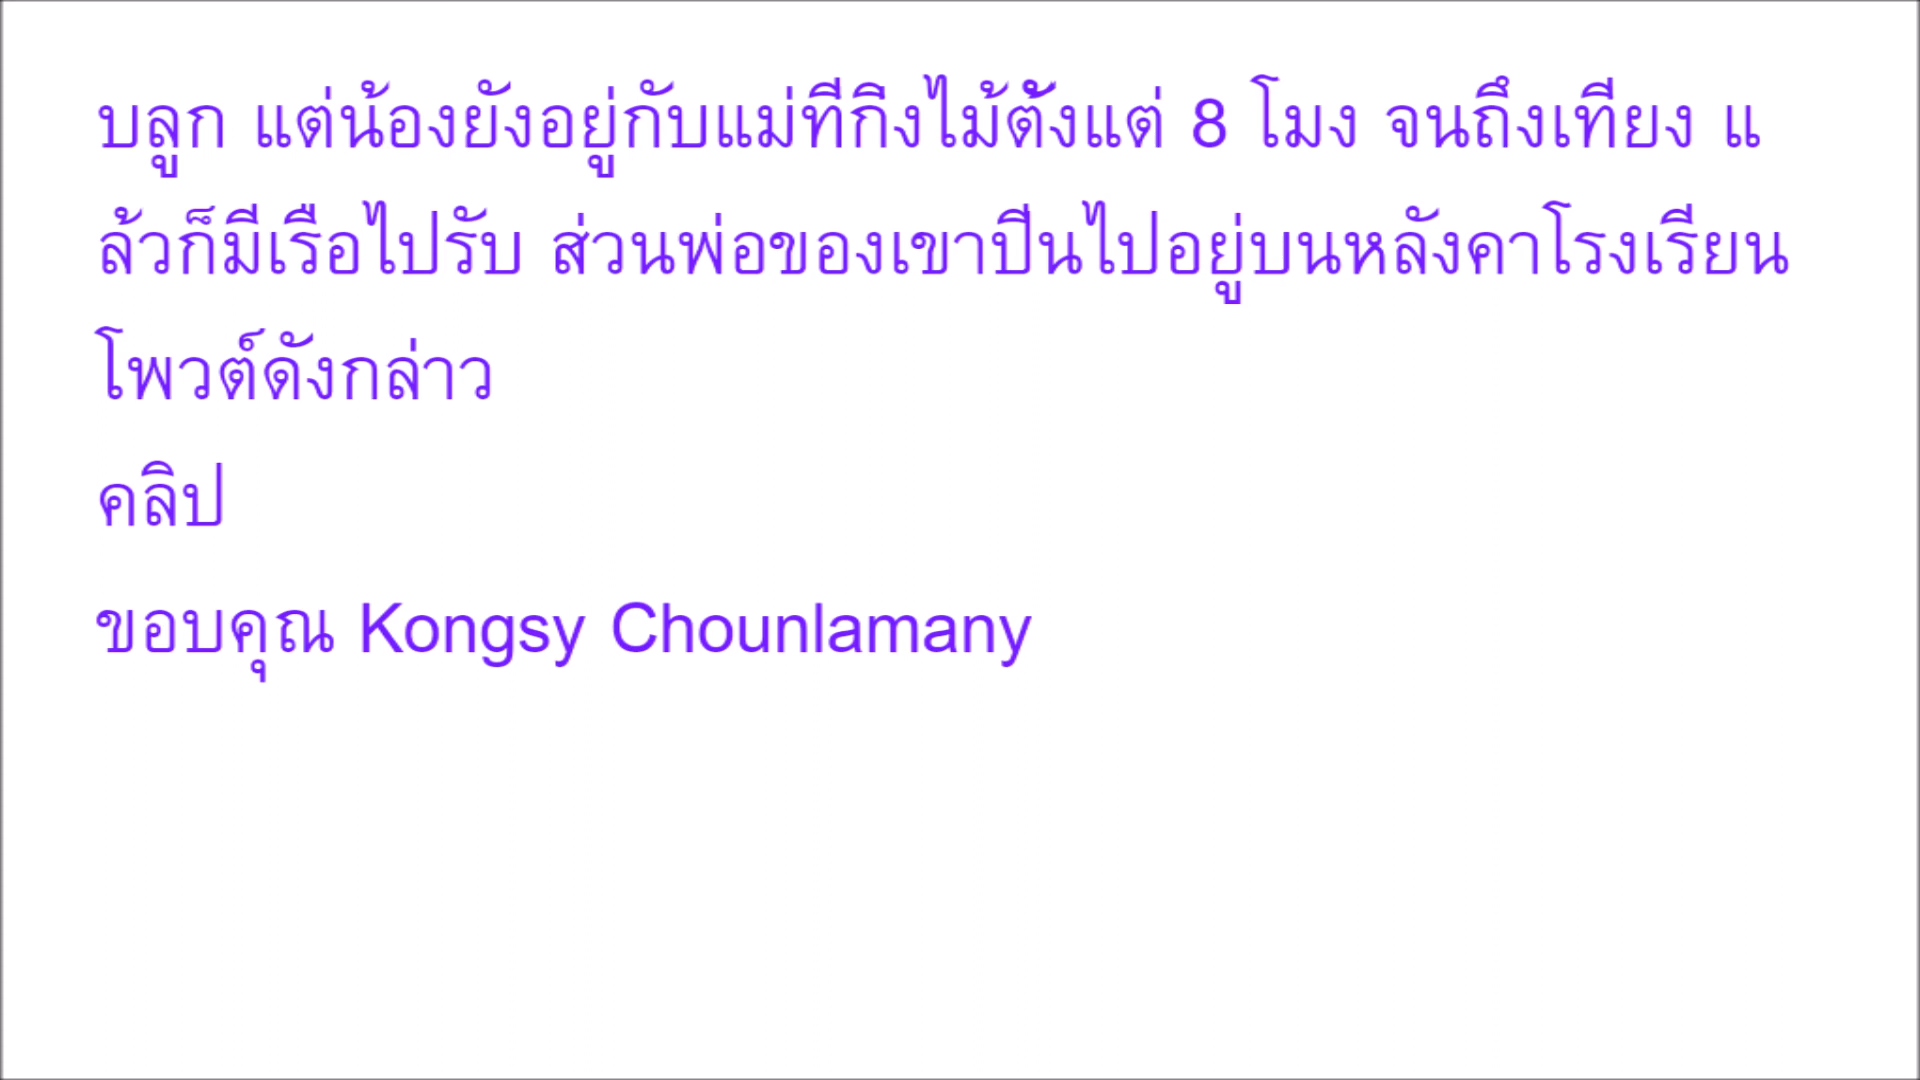 บลูก แต่น้องยังอยู่กับแม่ทีกีงไม้ตั้งแต่ 8 โมง จนถึงเทียง แ
ล้วก็มีเรือไปรับ ส่วนพ่อของเขาปีนไปอยู่บนหลังคาโรงเรียน
โพวต์ดังกล่าว
คลิป
ขอบคุณ Kongsy Chounlamany